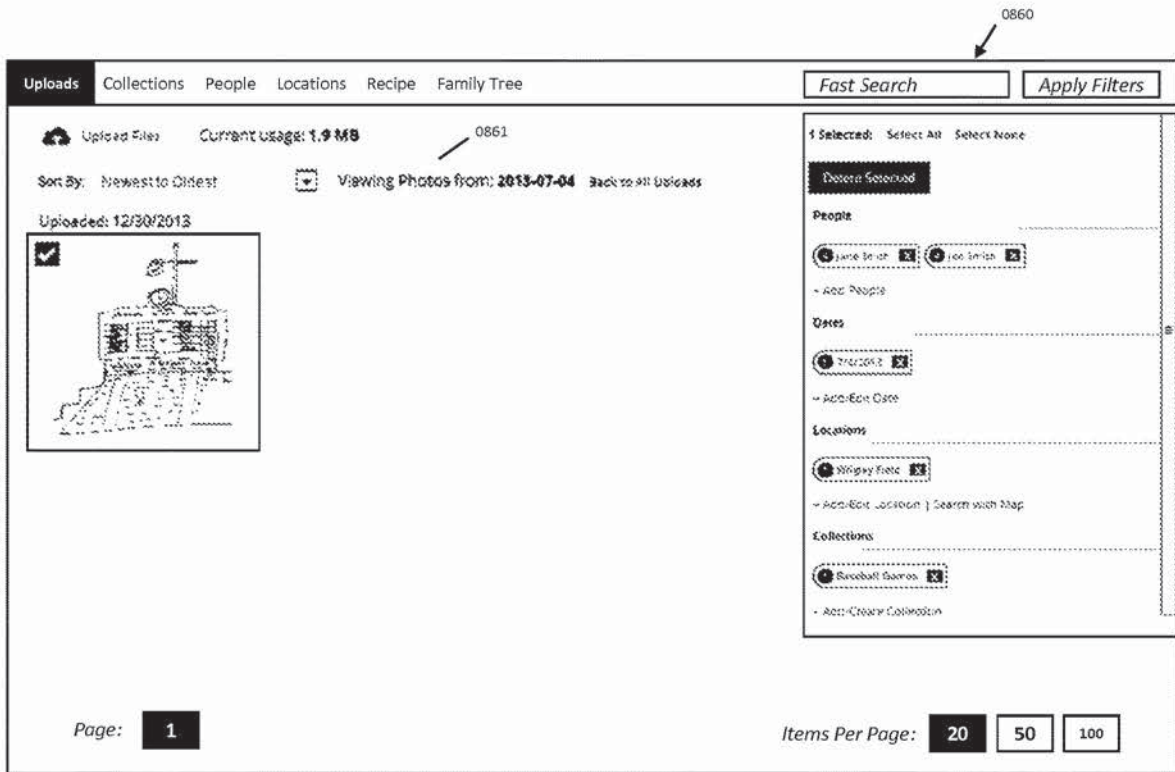 0860
Uploads Collections People Locations Recipe Family Tree Fast Search Apply Filters
Upload Files Current Usage: 1.9 MB
0861
Sort By: Newest to Oldest Viewing Photos from: 2013-07-04 Back to All Uploads
Uploaded: 12/30/2013
1 Selected: Select All Select None
Delete Selected
People
Smith
+ Add People
Dates
+ Add/Edit Date
Locations
Wrigley Field
+ Add/Edit Location | Search with Map
Collections
Baseball Games
+ Add/Create Collection
Page: 1
Items Per Page: 20 50 100